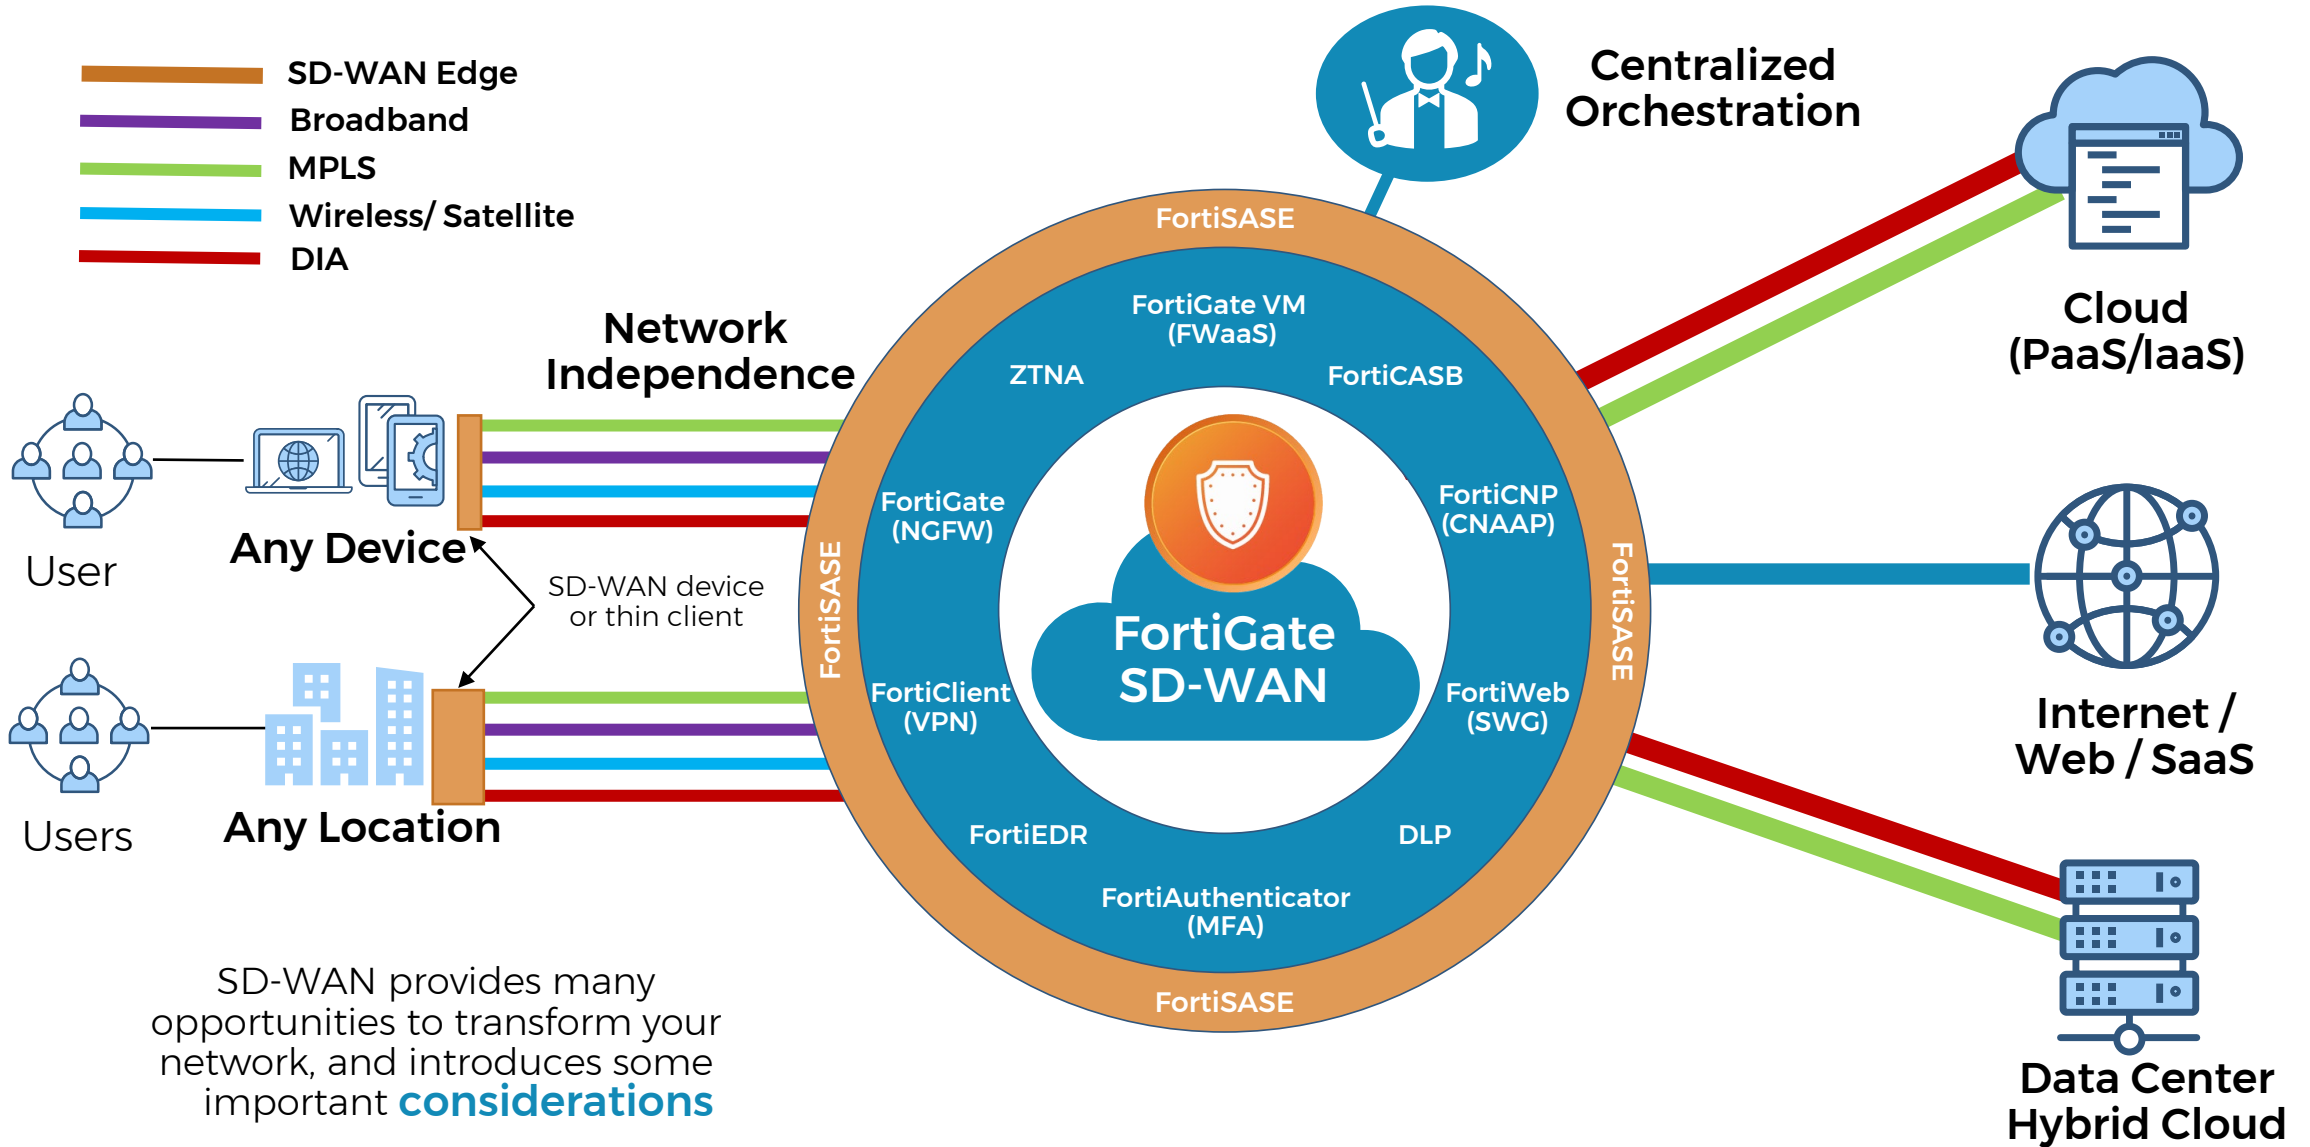 SD-WAN Edge
Broadband
MPLS
Wireless/ Satellite
DIA
Centralized
Orchestration
Network
Independence
User
Any Device
SD-WAN device
or thin client
Users
Any Location
FortiSASE
FortiGate VM
(FWaaS)
ZTNA
FortiCASB
FortiGate
(NGFW)
FortiCNP
(CNAAP)
FortiSASE
FortiSASE
FortiGate
SD-WAN
FortiClient
(VPN)
FortiWeb
(SWG)
FortiEDR
DLP
FortiAuthenticator
(MFA)
FortiSASE
Cloud
(PaaS/IaaS)
Internet /
Web / SaaS
Data Center
Hybrid Cloud
SD-WAN provides many
opportunities to transform your
network, and introduces some
important considerations